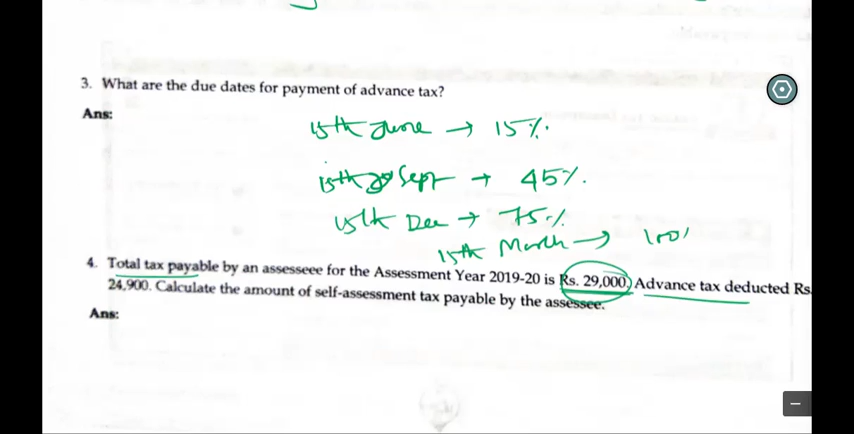 3. What are the due dates for payment of advance tax?
Ans:
15th June → 15%.
15th Sept → 45%.
15th Dec → 75%
15th March → 100%
4. Total tax payable by an assesseee for the Assessment Year 2019-20 is Rs. 29,000, Advance tax deducted Rs.
24,900. Calculate the amount of self-assessment tax payable by the assessee.
Ans: